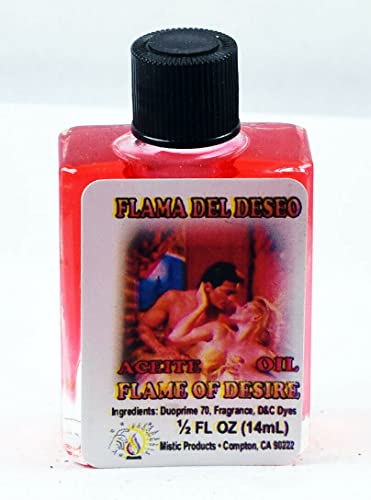 FLAMA DEL DESEO
ACEITE OIL
FLAME OF DESIRE
Ingredients: Duoprime 70, Fragrance, D&C Dyes
½ FL OZ (14mL)
Mistic Products • Compton, CA 90222